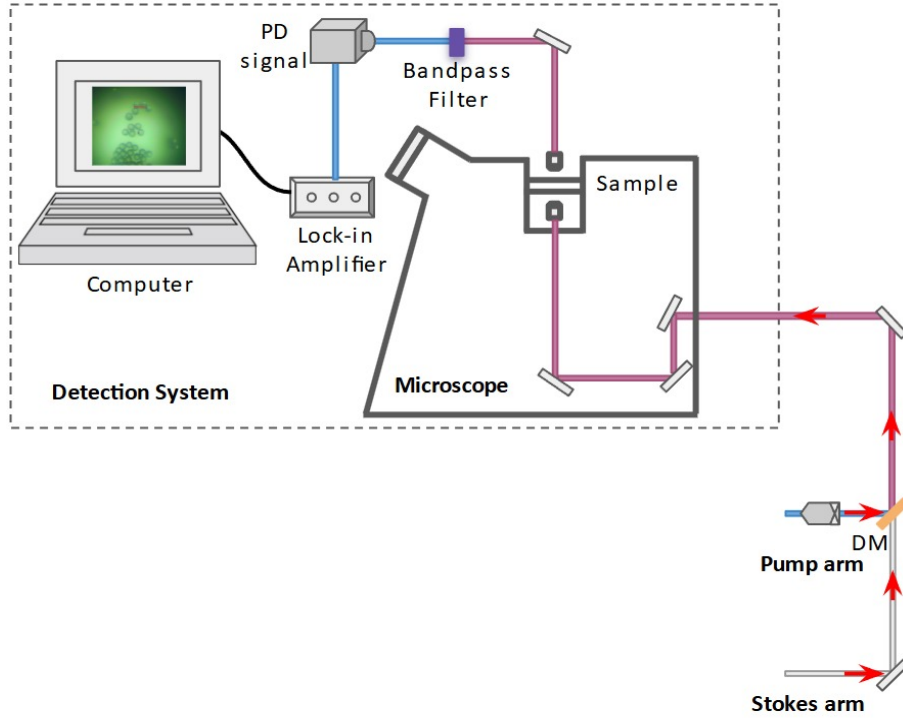 PD
signal
Bandpass
Filter
Sample
Lock-in
Amplifier
Computer
Detection System
Microscope
DM
Pump arm
Stokes arm